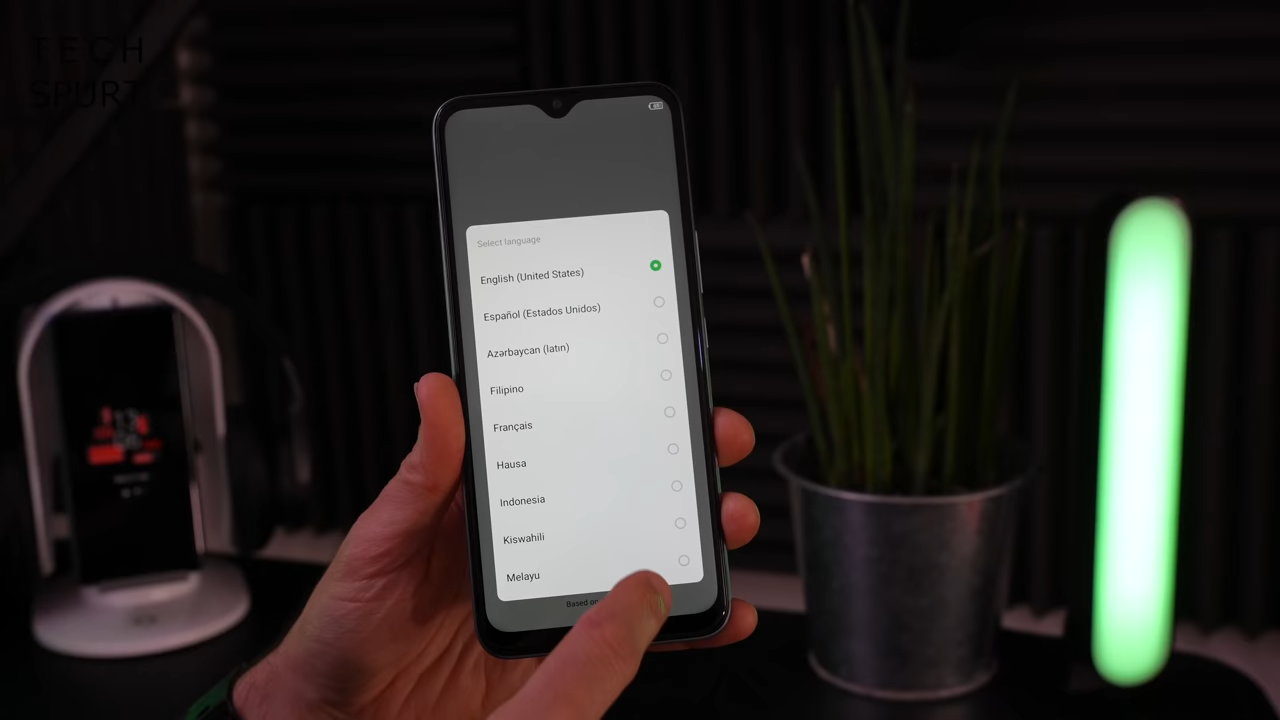 TECH
SPURT
Select language
English (United States)
Español (Estados Unidos)
Azərbaycan (latın)
Filipino
Français
Hausa
Indonesia
Kiswahili
Melayu
Based on